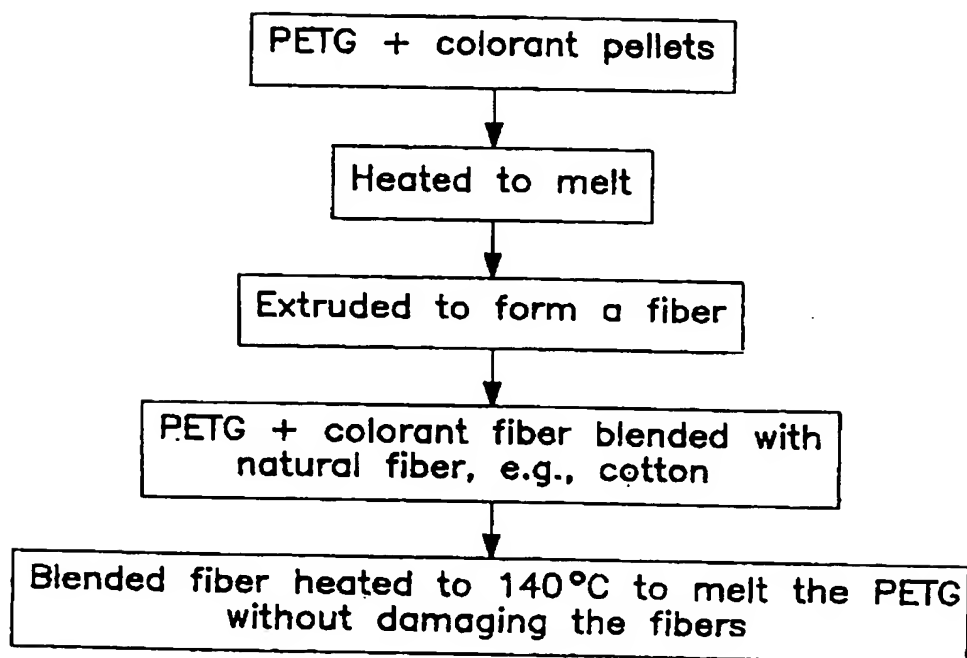 PETG + colorant pellets
Heated to melt
Extruded to form a fiber
PETG + colorant fiber blended with
natural fiber, e.g., cotton
Blended fiber heated to 140°C to melt the PETG
without damaging the fibers